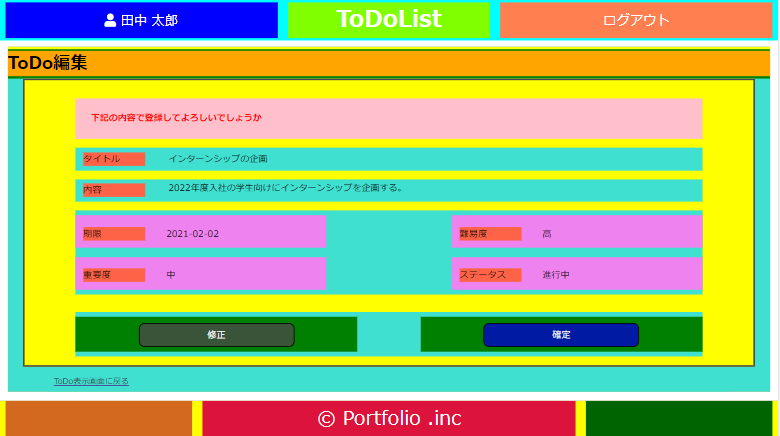 田中 太郎
ToDoList
ログアウト
ToDo編集
下記の内容で登録してよろしいでしょうか
タイトル インターンシップの企画
内容 2022年度入社の学生向けにインターンシップを企画する。
期限 2021-02-02 難易度 高
重要度 中 ステータス 進行中
修正 確定
ToDo表示画面に戻る
© Portfolio .inc